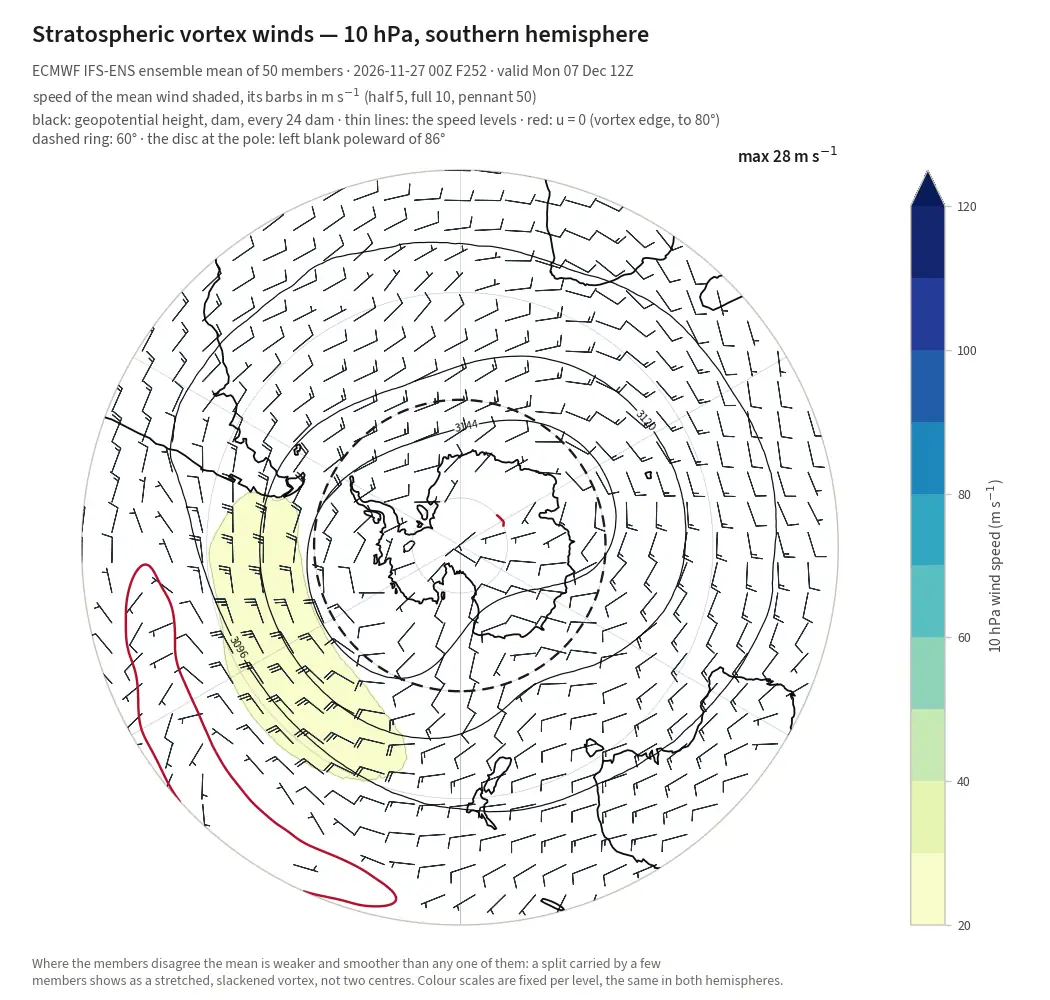 Stratospheric vortex winds — 10 hPa, southern hemisphere
ECMWF IFS-ENS ensemble mean of 50 members · 2026-11-27 00Z F252 · valid Mon 07 Dec 12Z
speed of the mean wind shaded, its barbs in m s⁻¹ (half 5, full 10, pennant 50)
black: geopotential height, dam, every 24 dam · thin lines: the speed levels · red: u = 0 (vortex edge, to 80°)
dashed ring: 60° · the disc at the pole: left blank poleward of 86°
max 28 m s⁻¹
120
100
80
60
40
20
10 hPa wind speed (m s⁻¹)
3144
3120
3096
Where the members disagree the mean is weaker and smoother than any one of them: a split carried by a few
members shows as a stretched, slackened vortex, not two centres. Colour scales are fixed per level, the same in both hemispheres.